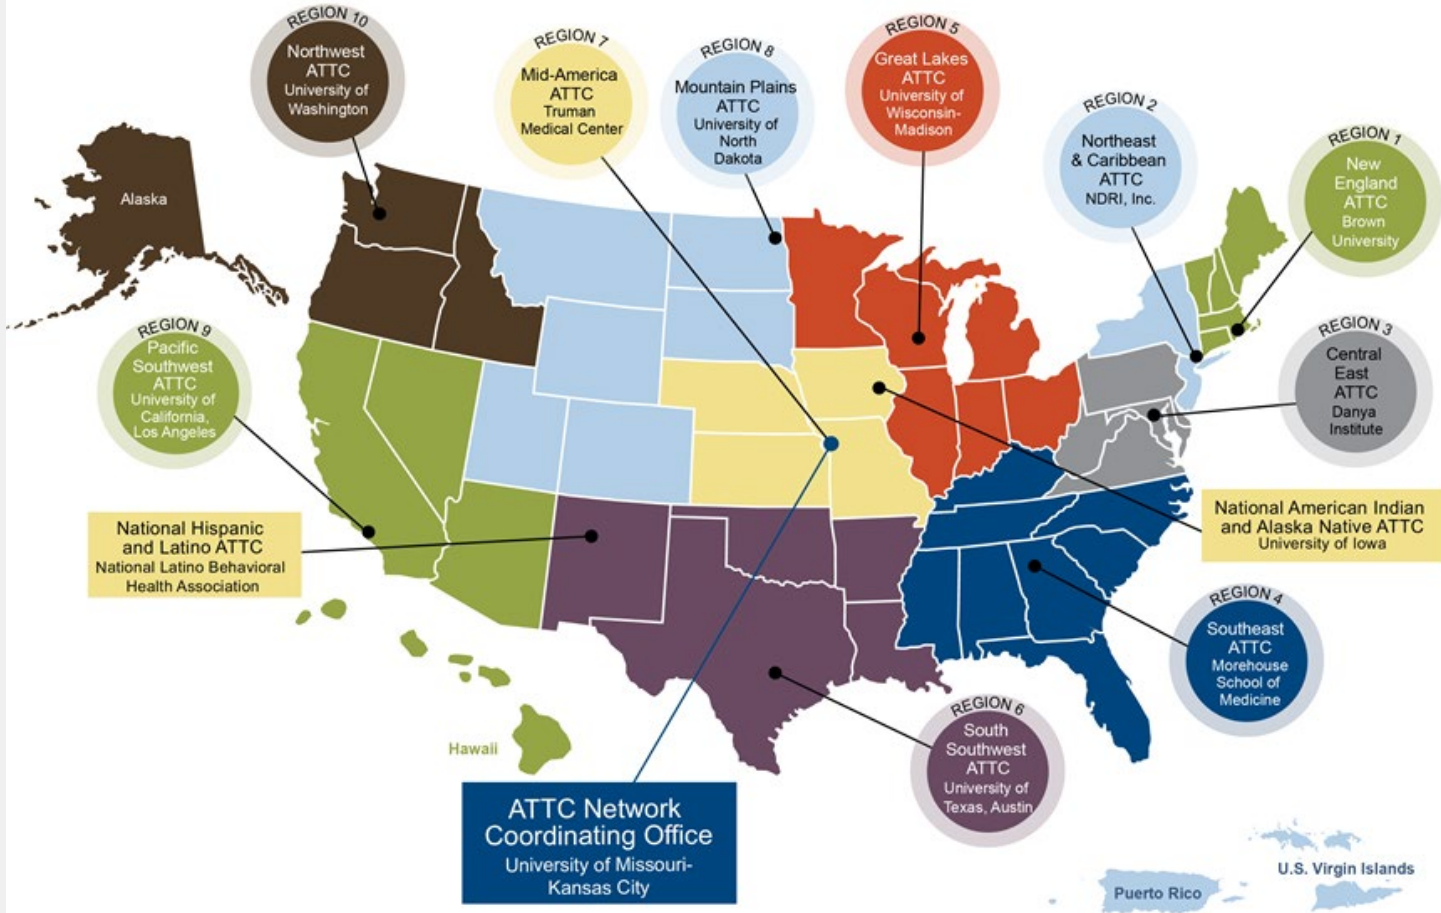 REGION 10
Northwest
ATTC
University of
Washington
REGION 7
Mid-America
ATTC
Truman
Medical Center
REGION 8
Mountain Plains
ATTC
University of
North
Dakota
REGION 5
Great Lakes
ATTC
University of
Wisconsin-
Madison
REGION 2
Northeast
& Caribbean
ATTC
NDRI, Inc.
REGION 1
New
England
ATTC
Brown
University
Alaska
REGION 9
Pacific
Southwest
ATTC
University of
California,
Los Angeles
REGION 3
Central
East
ATTC
Danya
Institute
National Hispanic
and Latino ATTC
National Latino Behavioral
Health Association
National American Indian
and Alaska Native ATTC
University of Iowa
REGION 4
Southeast
ATTC
Morehouse
School of
Medicine
REGION 6
South
Southwest
ATTC
University of
Texas, Austin
Hawaii
ATTC Network
Coordinating Office
University of Missouri-
Kansas City
U.S. Virgin Islands
Puerto Rico